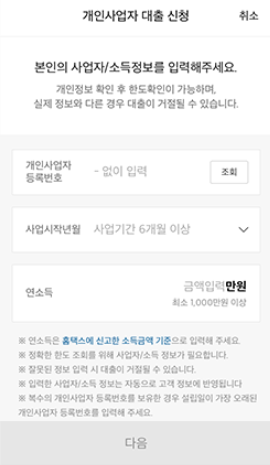 개인사업자 대출 신청 취소
본인의 사업자/소득정보를 입력해주세요.
개인정보 확인 후 한도확인이 가능하며,
실제 정보와 다른 경우 대출이 거절될 수 있습니다.
개인사업자
등록번호
- 없이 입력
조회
사업시작년월 사업기간 6개월 이상
연소득
금액입력만원
최소 1,000만원 이상
※ 연소득은 홈택스에 신고한 소득금액 기준으로 입력해 주세요.
※ 정확한 한도 조회를 위해 사업자/소득 정보가 필요합니다.
※ 잘못된 정보 입력 시 대출이 거절될 수 있습니다.
※ 입력한 사업자/소득 정보는 자동으로 고객 정보에 반영됩니다
※ 복수의 개인사업자 등록번호를 보유한 경우 설립일이 가장 오래된
개인사업자 등록번호를 입력해 주세요.
다음